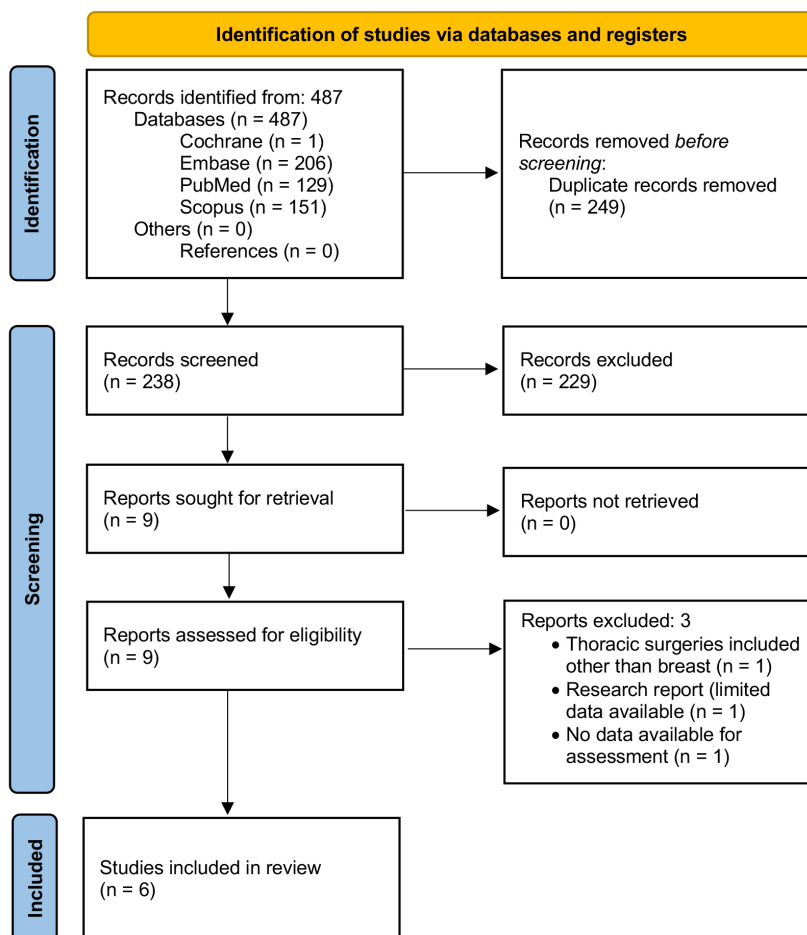 Identification of studies via databases and registers
Identification
Records identified from: 487
Databases (n = 487)
Cochrane (n = 1)
Embase (n = 206)
PubMed (n = 129)
Scopus (n = 151)
Others (n = 0)
References (n = 0)
Records removed before
screening:
Duplicate records removed
(n = 249)
Screening
Records screened
(n = 238)
Records excluded
(n = 229)
Reports sought for retrieval
(n = 9)
Reports not retrieved
(n = 0)
Reports assessed for eligibility
(n = 9)
Reports excluded: 3
• Thoracic surgeries included
other than breast (n = 1)
• Research report (limited
data available (n = 1)
• No data available for
assessment (n = 1)
Included
Studies included in review
(n = 6)